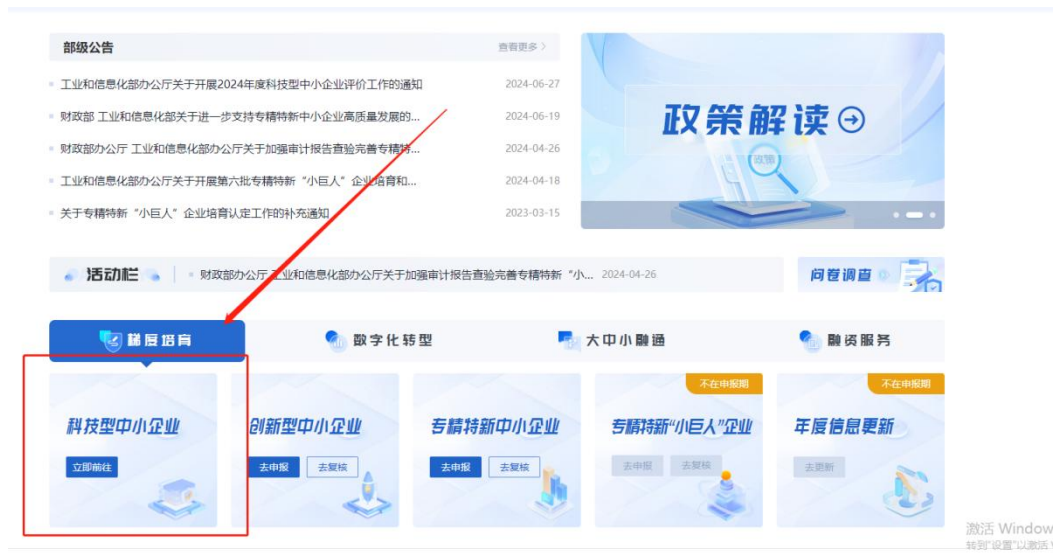 部级公告
查看更多 〉
工业和信息化部办公厅关于开展2024年度科技型中小企业评价工作的通知 2024-06-27
财政部 工业和信息化部关于进一步支持专精特新中小企业高质量发展的... 2024-06-19
财政部办公厅 工业和信息化部办公厅关于加强审计报告查验完善专精特... 2024-04-26
工业和信息化部办公厅关于开展第六批专精特新“小巨人”企业培育和... 2024-04-18
关于专精特新“小巨人”企业培育认定工作的补充通知 2023-03-15
政策解读
政策
活动栏
财政部办公厅 工业和信息化部办公厅关于加强审计报告查验完善专精特新“小... 2024-04-26
问卷调查
梯度培育
数字化转型
大中小融通
融资服务
科技型中小企业
立即前往
创新型中小企业
去申报 去复核
专精特新中小企业
去申报 去复核
不在申报期
专精特新“小巨人”企业
去申报 去复核
不在申报期
年度信息更新
去更新
激活 Window
转到"设置"以激活